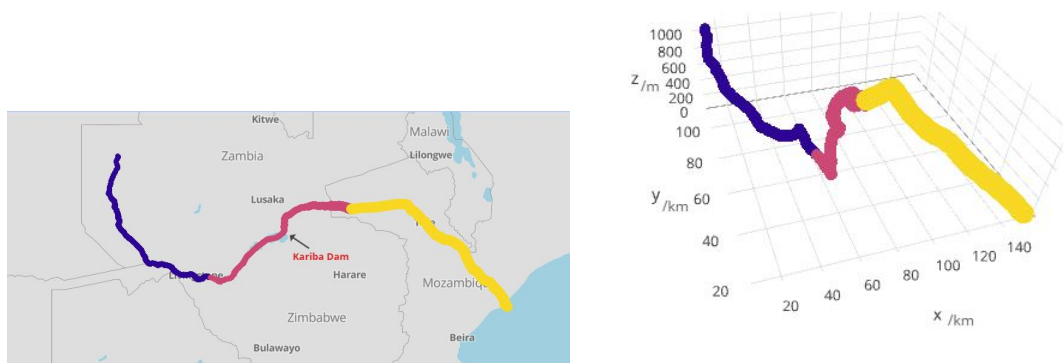 Kitwe
Malawi
Zambia
Lilongwe
Lusaka
Kariba Dam
Harare
Mozambiq
Zimbabwe
Beira
Bulawayo
1000
800
600
z/m 400
200
0
100
80
y/km 60
40
20
20
40
60
80
100
120
140
x /km